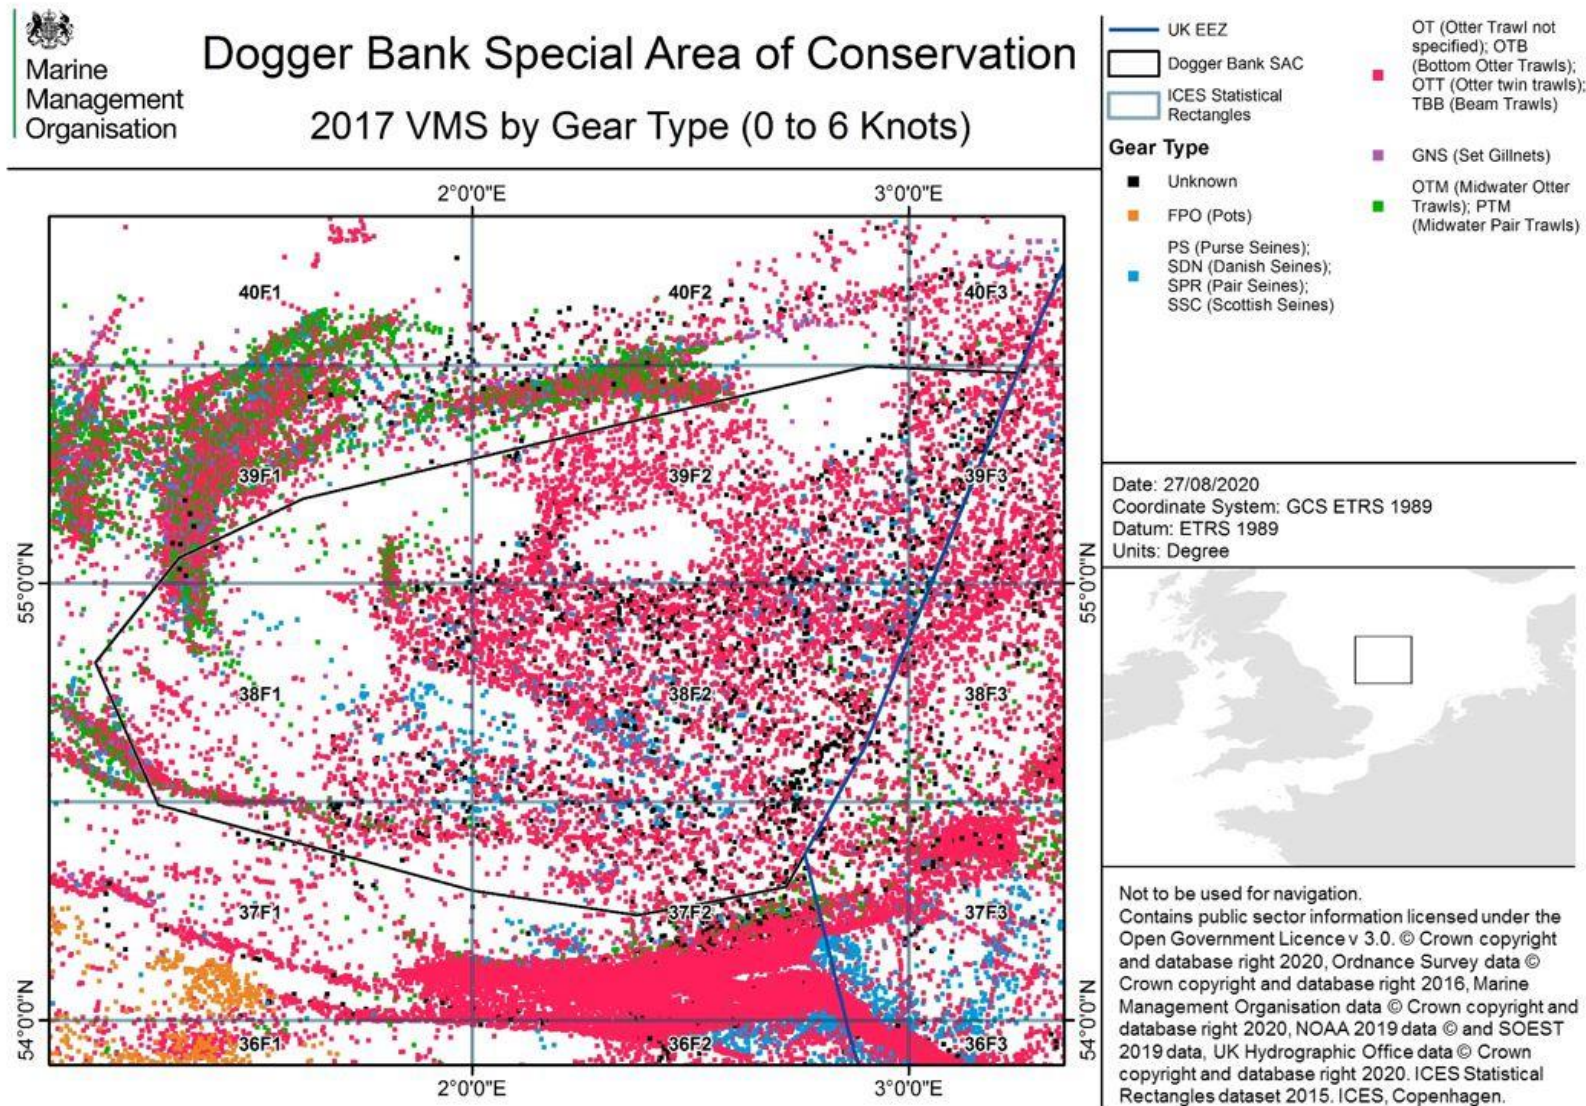 Marine
Management
Organisation
Dogger Bank Special Area of Conservation
2017 VMS by Gear Type (0 to 6 Knots)
2°0'0"E
3°0'0"E
40F1
40F2
40F3
39F1
39F2
39F3
55°0'0"N
55°0'0"N
38F1
38F2
38F3
37F1
37F2
37F3
54°0'0"N
54°0'0"N
36F1
36F2
36F3
2°0'0"E
3°0'0"E
UK EEZ
Dogger Bank SAC
ICES Statistical
Rectangles
Gear Type
Unknown
FPO (Pots)
PS (Purse Seines);
SDN (Danish Seines);
SPR (Pair Seines);
SSC (Scottish Seines)
OT (Otter Trawl not
specified); OTB
(Bottom Otter Trawls);
OTT (Otter twin trawls);
TBB (Beam Trawls)
GNS (Set Gillnets)
OTM (Midwater Otter
Trawls); PTM
(Midwater Pair Trawls)
Date: 27/08/2020
Coordinate System: GCS ETRS 1989
Datum: ETRS 1989
Units: Degree
Not to be used for navigation.
Contains public sector information licensed under the
Open Government Licence v 3.0. © Crown copyright
and database right 2020, Ordnance Survey data ©
Crown copyright and database right 2016, Marine
Management Organisation data © Crown copyright and
database right 2020, NOAA 2019 data © and SOEST
2019 data, UK Hydrographic Office data © Crown
copyright and database right 2020. ICES Statistical
Rectangles dataset 2015. ICES, Copenhagen.